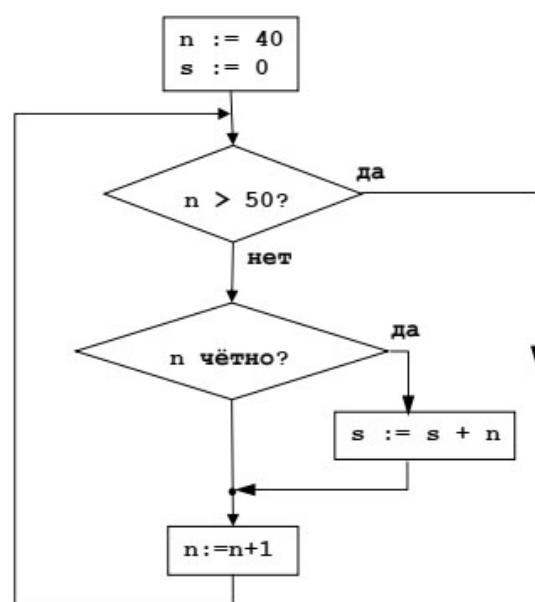 n := 40
s := 0
да
n > 50?
нет
да
n чётно?
s := s + n
n:=n+1